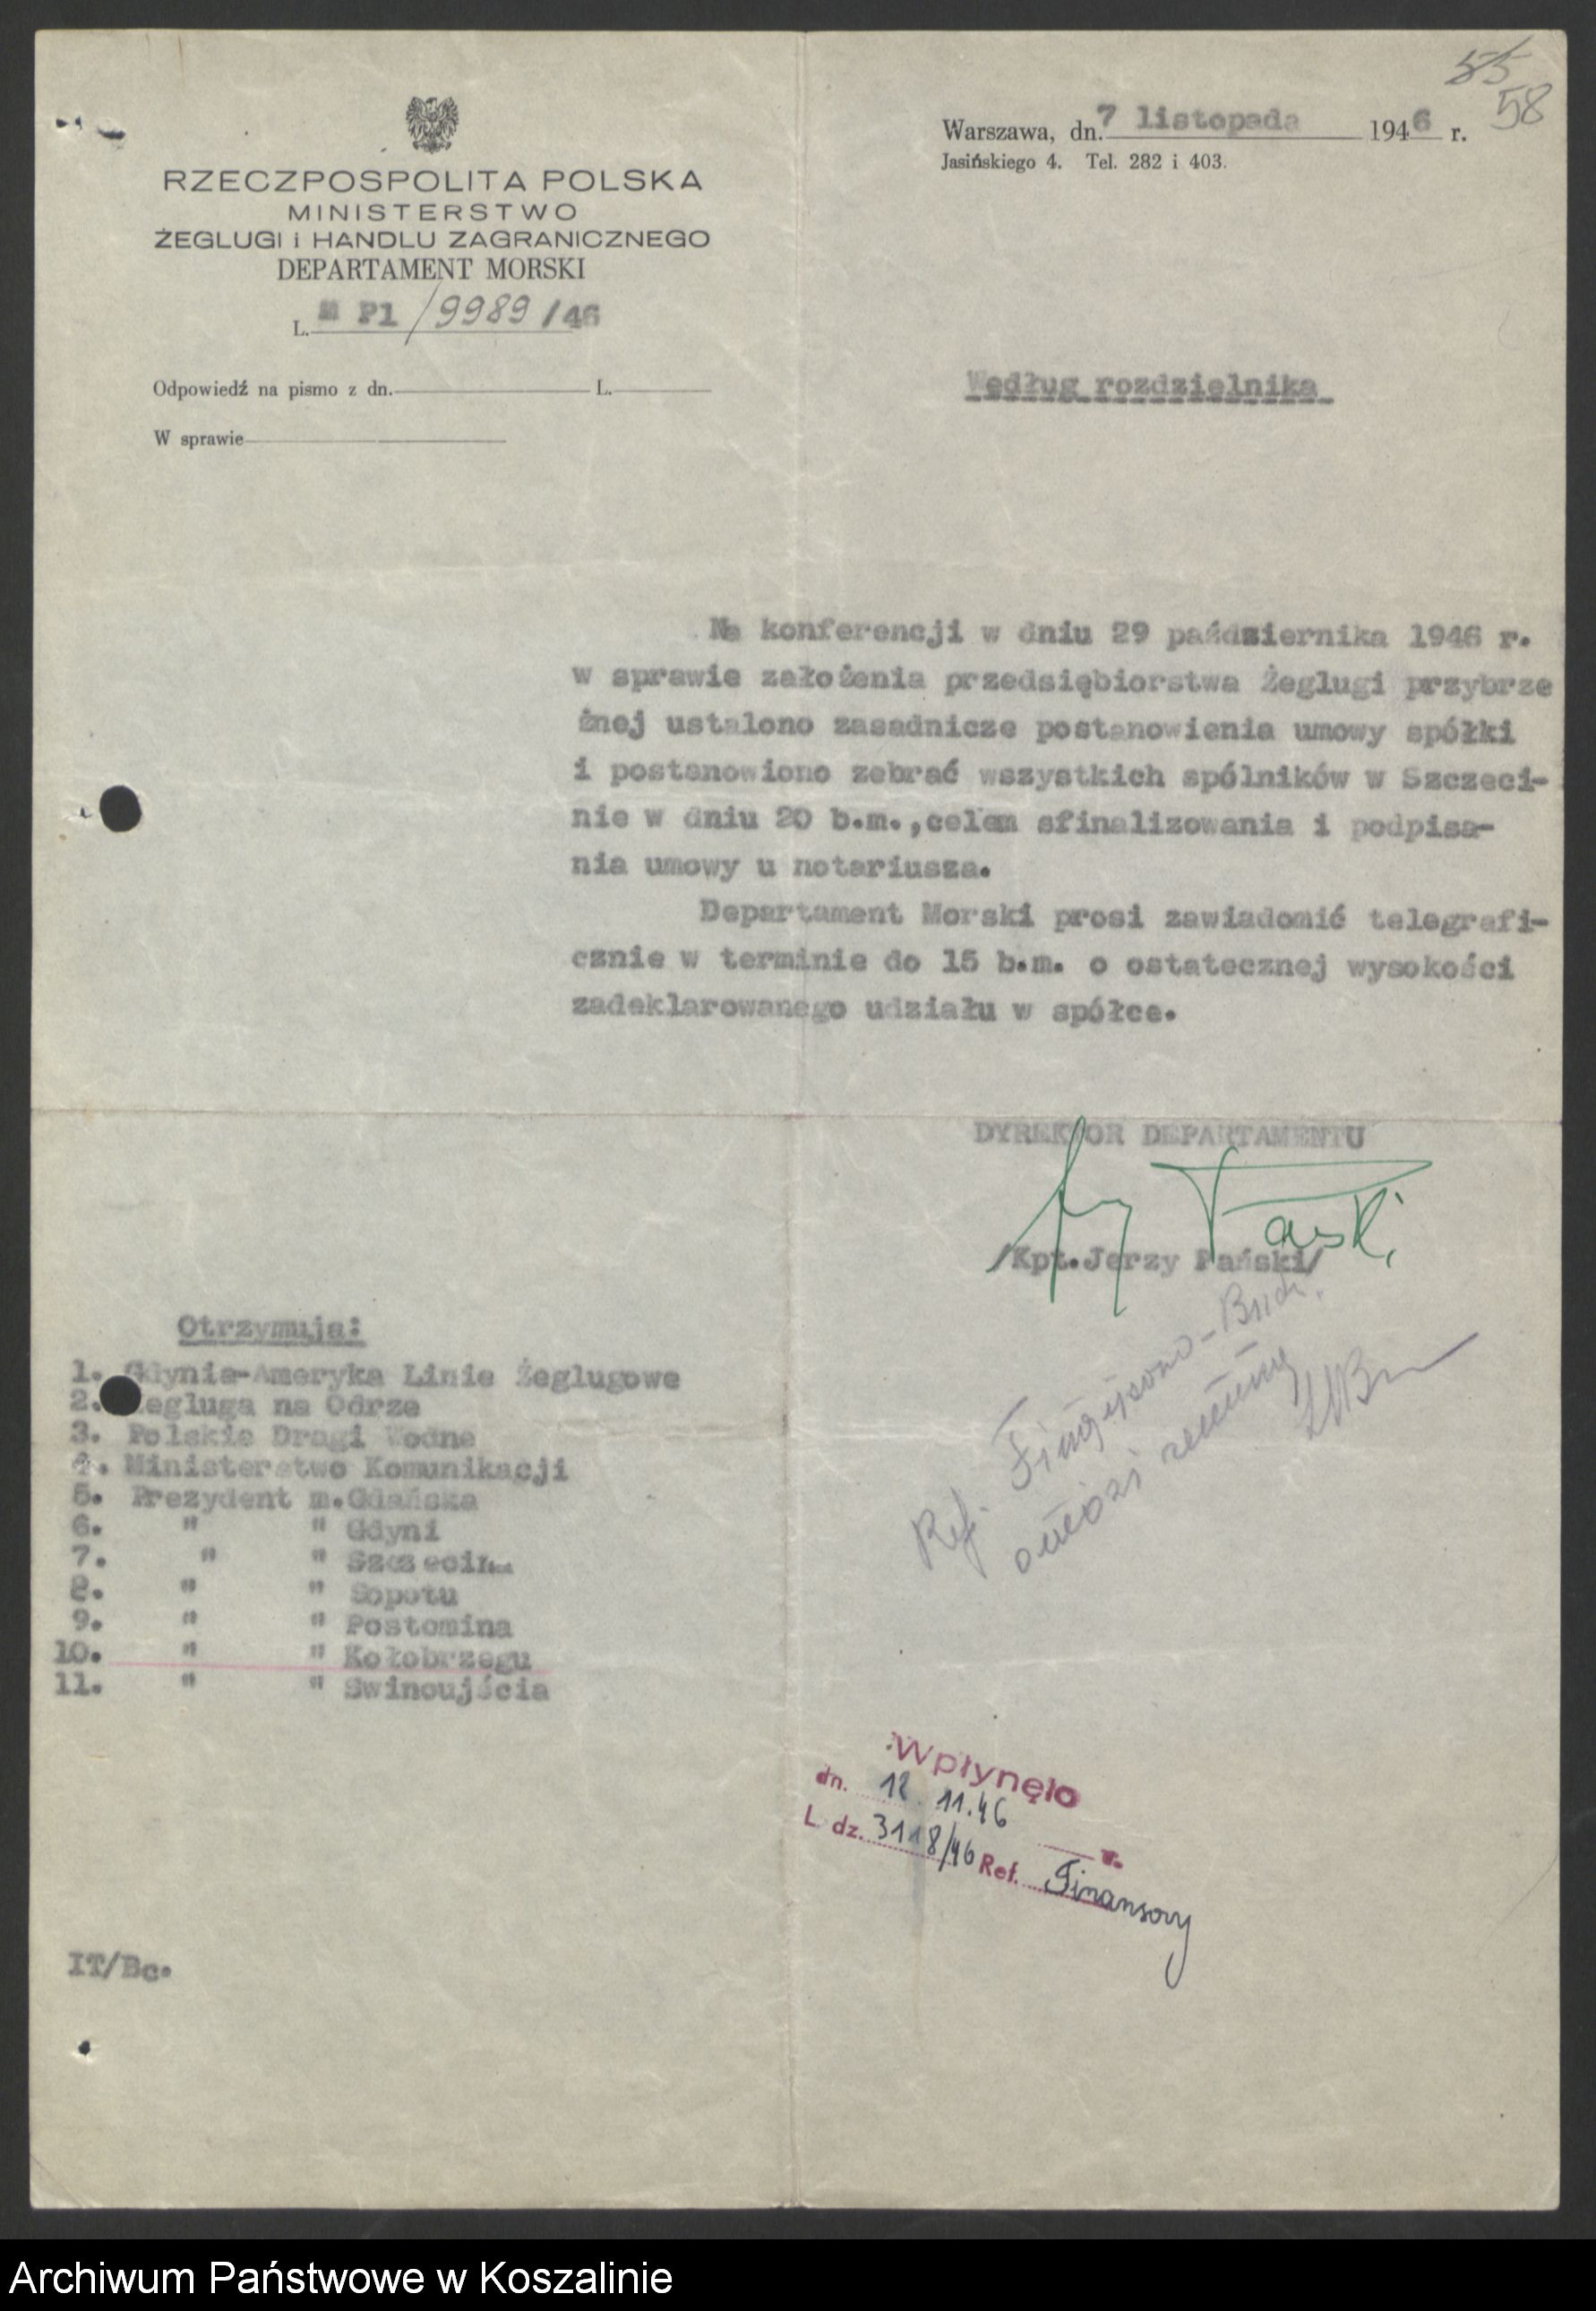 55
58
Warszawa, dn. 7 listopada 1946 r.
Jasińskiego 4. Tel. 282 i 403.
RZECZPOSPOLITA POLSKA
MINISTERSTWO
ŻEGLUGI i HANDLU ZAGRANICZNEGO
DEPARTAMENT MORSKI
L. M P1/9989/46
Odpowiedź na pismo z dn. L.
W sprawie
Według rozdzielnika
Na konferencji w dniu 29 października 1946 r.
w sprawie założenia przedsiębiorstwa Żeglugi przybrze
żnej ustalono zasadnicze postanowienia umowy spółki
i postanowiono zebrać wszystkich spólników w Szczeci-
nie w dniu 20 b.m.,celem sfinalizowania i podpisa-
nia umowy u notariusza.
Departament Morski prosi zawiadomić telegrafi-
cznie w terminie do 15 b.m. o ostatecznej wysokości
zadeklarowanego udziału w spółce.
DYREKTOR DEPARTAMENTU
/Kpt.Jerzy Pański/
Ref.
Otrzymują:
1. Gdynia-Ameryka Linie Żeglugowe
2. Żegluga na Odrze
3. Polskie Drogi Wodne
4. Ministerstwo Komunikacji
5. Prezydent m.Gdańska
6. " " Gdyni
7. " " Szczecina
8. " " Sopotu
9. " " Postomina
10. " " Kołobrzegu
11. " " Swinoujścia
Wpłynęło
dn. 12.11.46 r.
L. dz. 3118/46 Ref. Finansowy
IT/Bc.
Archiwum Państwowe w Koszalinie